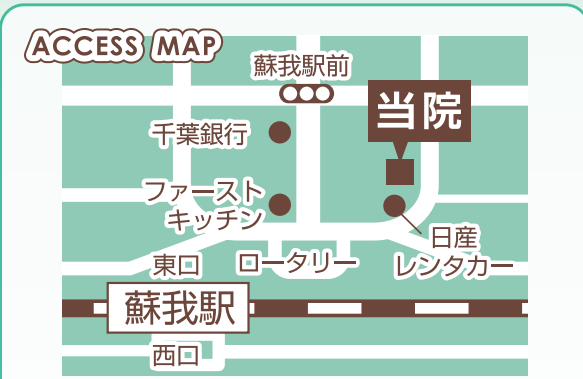 ACCESS MAP
蘇我駅前
当院
千葉銀行
ファースト
キッチン
日産
レンタカー
東口
ロータリー
蘇我駅
西口